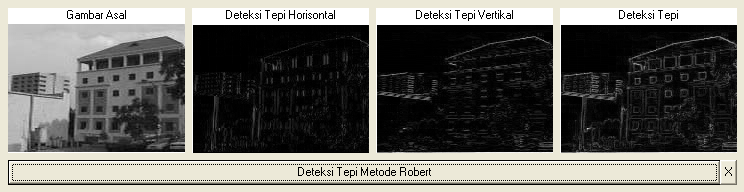 Gambar Asal
Deteksi Tepi Horisontal
Deteksi Tepi Vertikal
Deteksi Tepi
Deteksi Tepi Metode Robert
X